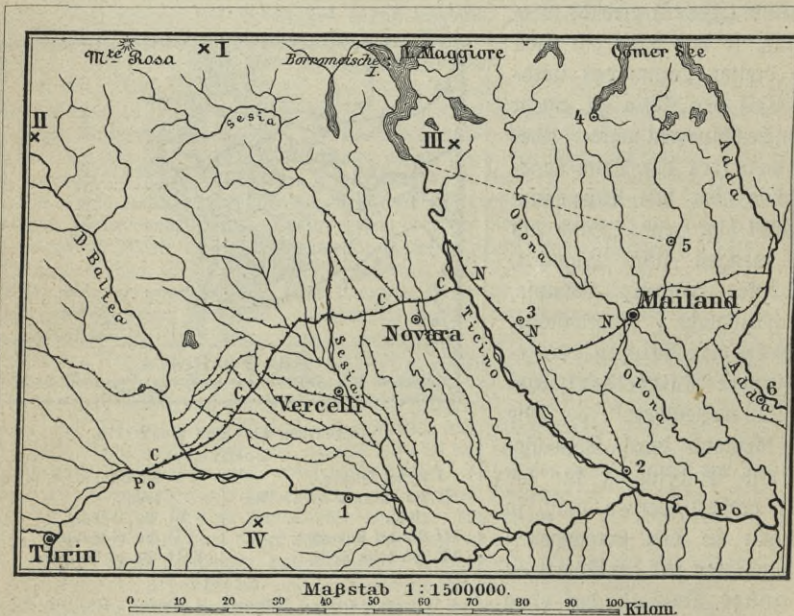 Mte. Rosa
I
Borromeische I.
L. Maggiore
Comer See
II
Sesia
III
4
Adda
Olona
5
D. Baltea
N
C
C
3
N
N
Mailand
Novara
Ticino
Sesia
Olona
Adda
6
C
Vercelli
C
2
Po
1
Po
IV
Turin
Maßstab 1:1500000.
0 10 20 30 40 50 60 70 80 90 100 Kilom.